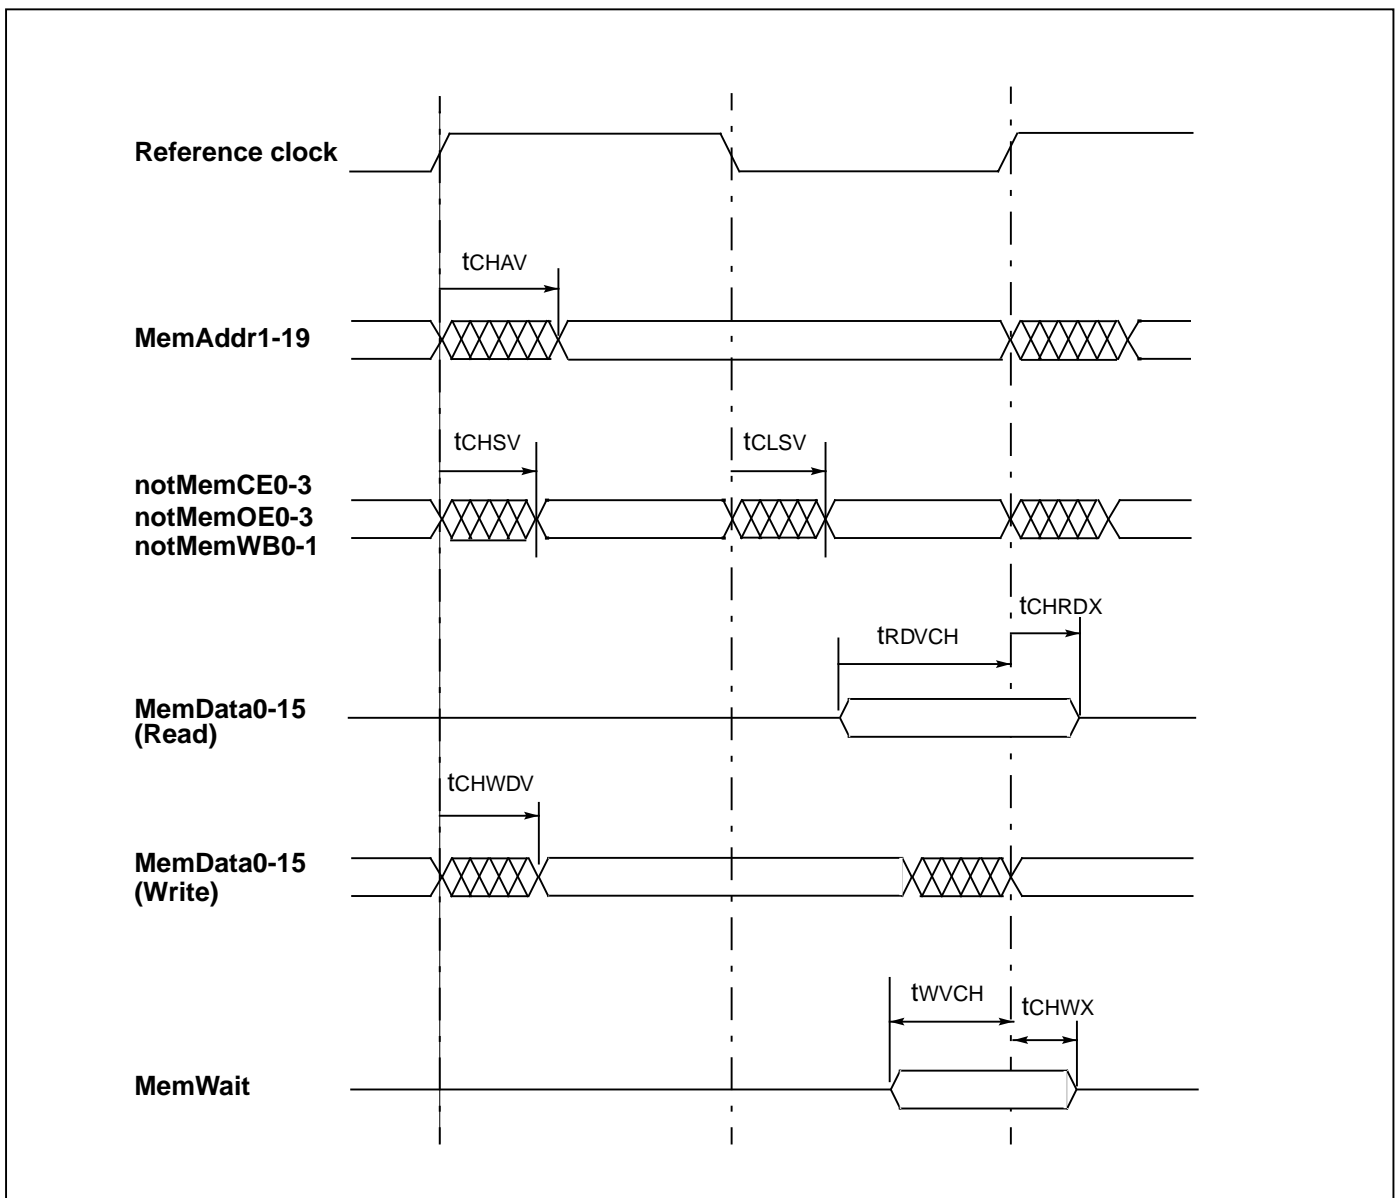 Reference clock
tCHAV
MemAddr1-19
tCHSV
tCLSV
notMemCE0-3
notMemOE0-3
notMemWB0-1
tCHRDX
tRDVCH
MemData0-15
(Read)
tCHWDV
MemData0-15
(Write)
tWVCH
tCHWX
MemWait